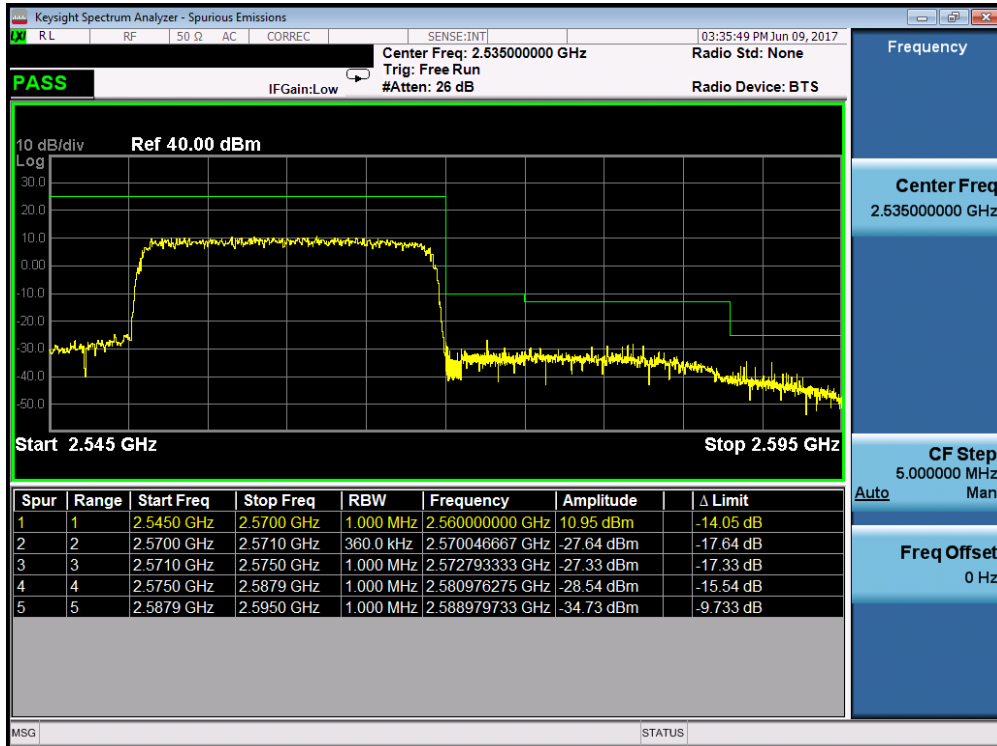 Keysight Spectrum Analyzer - Spurious Emissions
LXI RL RF 50 Ω AC CORREC SENSE:INT 03:35:49 PM Jun 09, 2017
Center Freq: 2.535000000 GHz Radio Std: None
Trig: Free Run
PASS IFGain:Low #Atten: 26 dB Radio Device: BTS
10 dB/div Ref 40.00 dBm
Log
30.0
20.0
10.0
0.00
-10.0
-20.0
-30.0
-40.0
-50.0
Start 2.545 GHz Stop 2.595 GHz
Spur Range Start Freq Stop Freq RBW Frequency Amplitude Δ Limit
1 1 2.5450 GHz 2.5700 GHz 1.000 MHz 2.560000000 GHz 10.95 dBm -14.05 dB
2 2 2.5700 GHz 2.5710 GHz 360.0 kHz 2.570046667 GHz -27.64 dBm -17.64 dB
3 3 2.5710 GHz 2.5750 GHz 1.000 MHz 2.572793333 GHz -27.33 dBm -17.33 dB
4 4 2.5750 GHz 2.5879 GHz 1.000 MHz 2.580976275 GHz -28.54 dBm -15.54 dB
5 5 2.5879 GHz 2.5950 GHz 1.000 MHz 2.588979733 GHz -34.73 dBm -9.733 dB
MSG STATUS
Frequency
Center Freq
2.535000000 GHz
CF Step
5.000000 MHz
Auto Man
Freq Offset
0 Hz